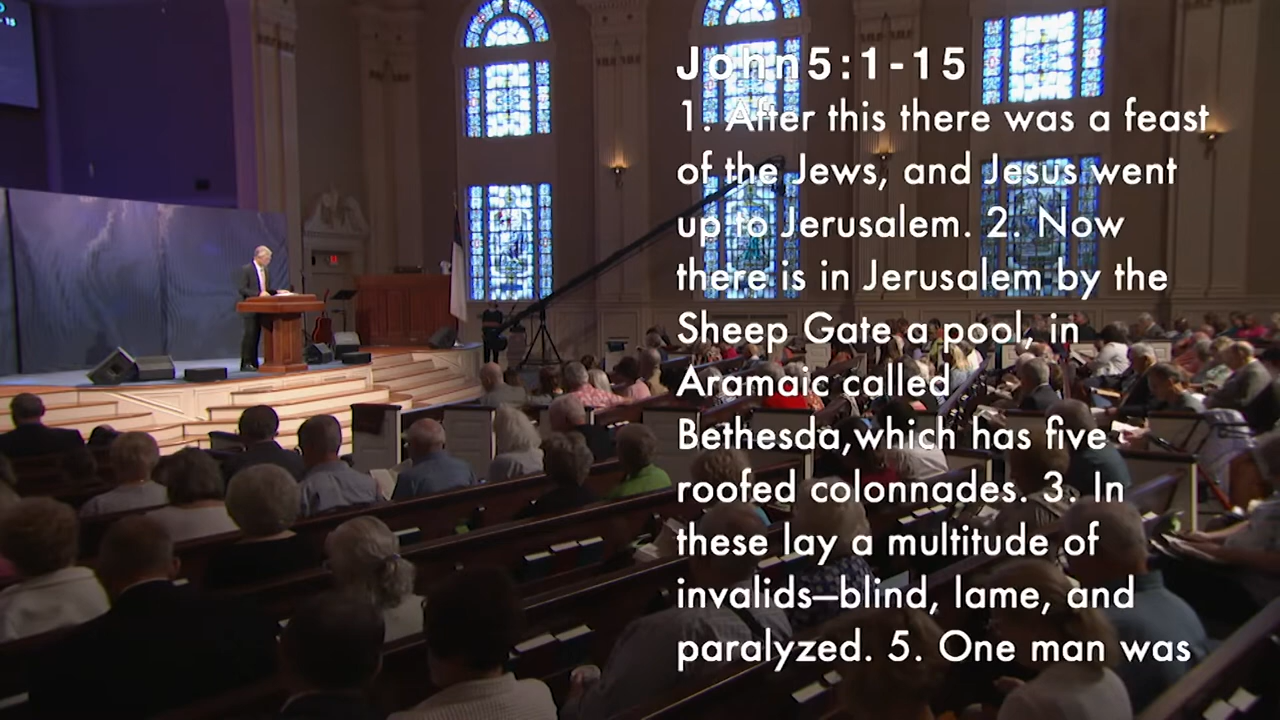 John5:1-15
1. After this there was a feast
of the Jews, and Jesus went
up to Jerusalem. 2. Now
there is in Jerusalem by the
Sheep Gate a pool, in
Aramaic called
Bethesda,which has five
roofed colonnades. 3. In
these lay a multitude of
invalids—blind, lame, and
paralyzed. 5. One man was